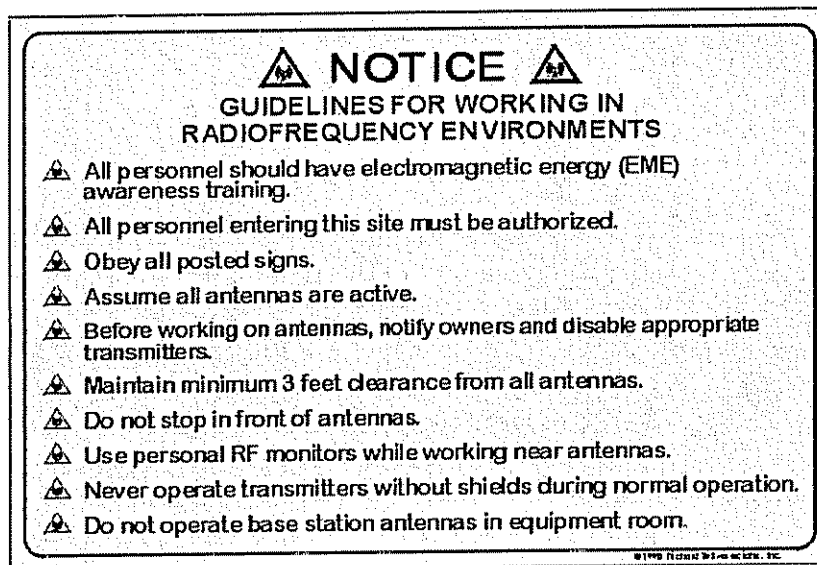 NOTICE
GUIDELINES FOR WORKING IN
RADIOFREQUENCY ENVIRONMENTS
All personnel should have electromagnetic energy (EME)
awareness training.
All personnel entering this site must be authorized.
Obey all posted signs.
Assume all antennas are active.
Before working on antennas, notify owners and disable appropriate
transmitters.
Maintain minimum 3 feet clearance from all antennas.
Do not stop in front of antennas.
Use personal RF monitors while working near antennas.
Never operate transmitters without shields during normal operation.
Do not operate base station antennas in equipment room.